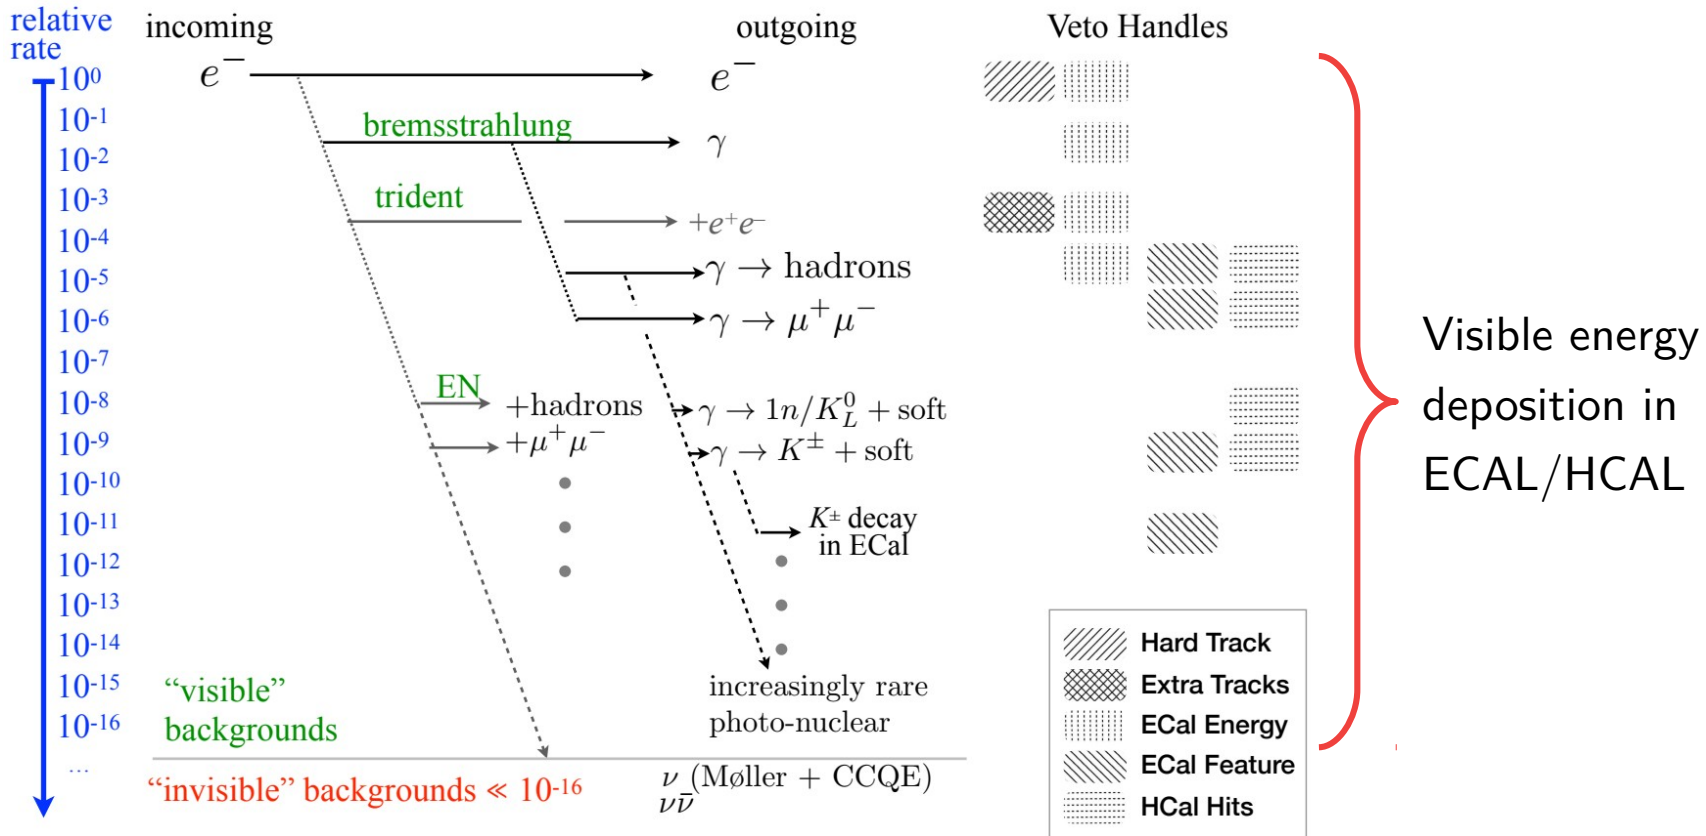 relative
rate
incoming
outgoing
Veto Handles
e⁻
e⁻
10⁰
10⁻¹
10⁻²
10⁻³
10⁻⁴
10⁻⁵
10⁻⁶
10⁻⁷
10⁻⁸
10⁻⁹
10⁻¹⁰
10⁻¹¹
10⁻¹²
10⁻¹³
10⁻¹⁴
10⁻¹⁵
10⁻¹⁶
...
bremsstrahlung
γ
trident
+e⁺e⁻
γ → hadrons
γ → μ⁺μ⁻
EN
+hadrons
+μ⁺μ⁻
γ → 1n/K_L⁰ + soft
γ → K± + soft
K± decay
in ECal
increasingly rare
photo-nuclear
“visible”
backgrounds
“invisible” backgrounds ≪ 10⁻¹⁶
ν (Møller + CCQE)
νν̄
Hard Track
Extra Tracks
ECal Energy
ECal Feature
HCal Hits
Visible energy
deposition in
ECAL/HCAL